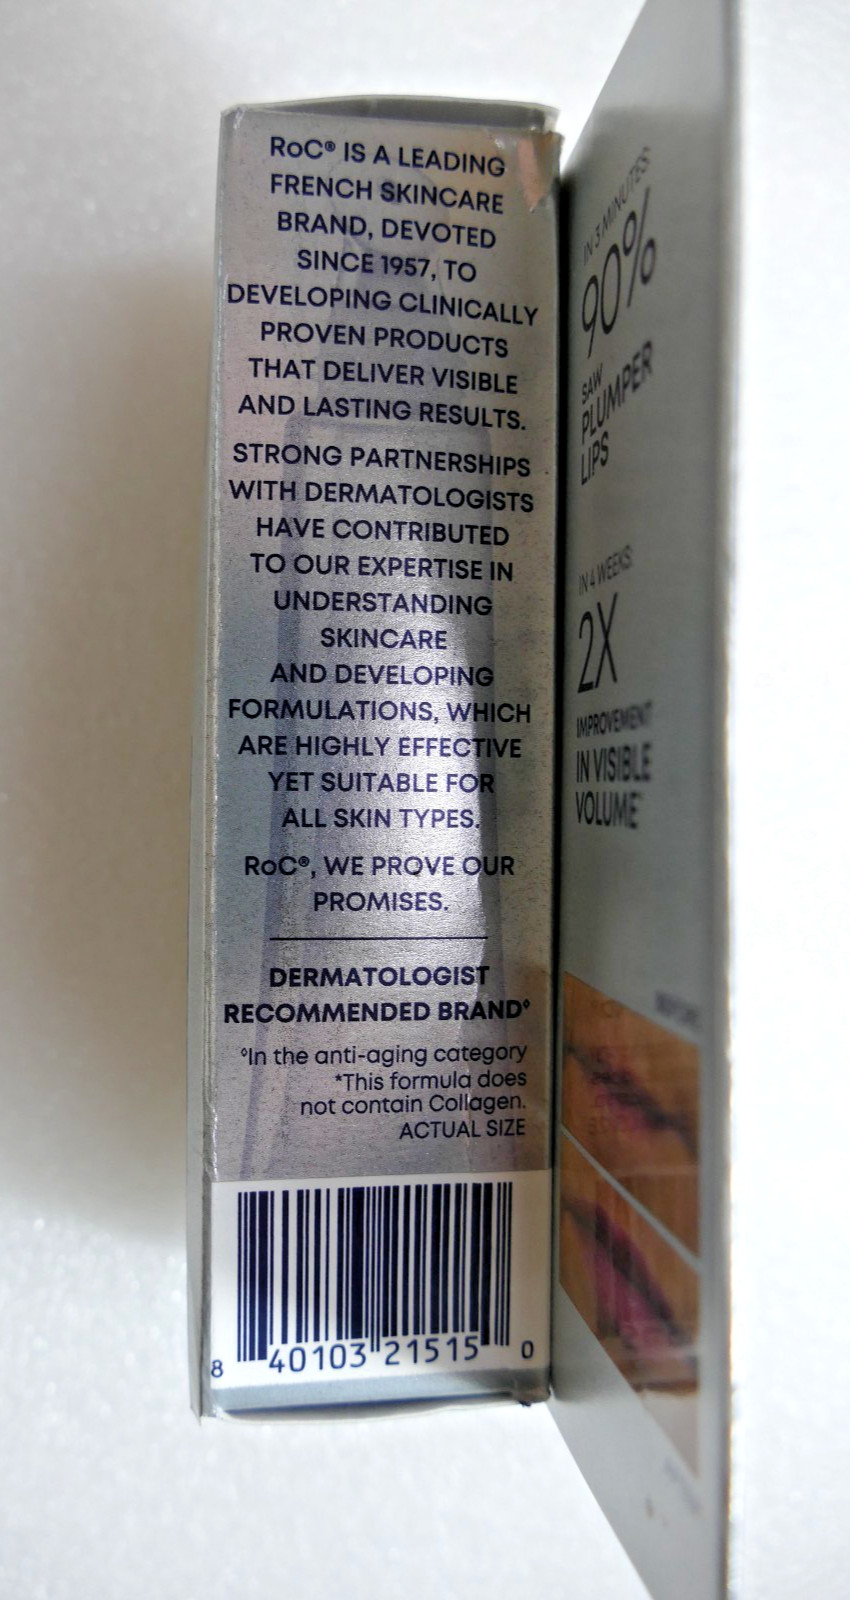 RoC® IS A LEADING
FRENCH SKINCARE
BRAND, DEVOTED
SINCE 1957, TO
DEVELOPING CLINICALLY
PROVEN PRODUCTS
THAT DELIVER VISIBLE
AND LASTING RESULTS.
STRONG PARTNERSHIPS
WITH DERMATOLOGISTS
HAVE CONTRIBUTED
TO OUR EXPERTISE IN
UNDERSTANDING
SKINCARE
AND DEVELOPING
FORMULATIONS, WHICH
ARE HIGHLY EFFECTIVE
YET SUITABLE FOR
ALL SKIN TYPES.
RoC®, WE PROVE OUR
PROMISES.
DERMATOLOGIST
RECOMMENDED BRAND◊
◊In the anti-aging category
*This formula does
not contain Collagen.
ACTUAL SIZE
8 40103 21515 0
IN 3 MINUTES
90%
SAW
PLUMPER
LIPS
IN 4 WEEKS:
2X
IMPROVEMENT
IN VISIBLE
VOLUME